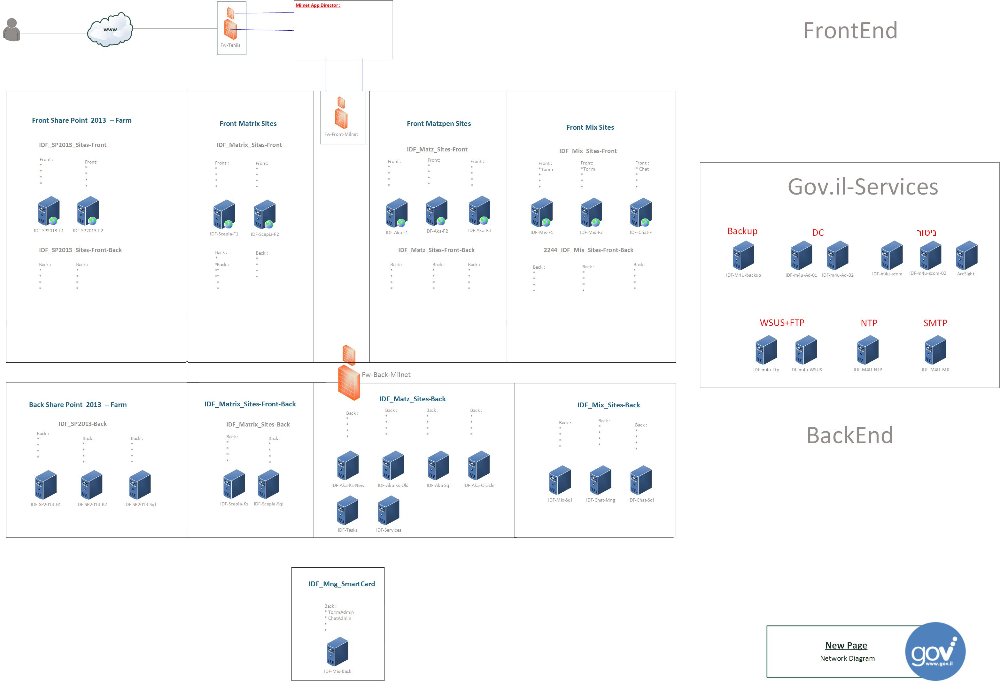 Milnet App Director :
www
Fw-Tehila
FrontEnd
Front Share Point 2013 – Farm
IDF_SP2013_Sites-Front
Front :
*
*
*
*
Front:
*
*
*
*
IDF-SP2013-F1
IDF-SP2013-F2
IDF_SP2013_Sites-Front-Back
Back :
*
*
*
*
Back :
*
*
*
*
Front Matrix Sites
IDF_Matrix_Sites-Front
Front :
*
*
*
*
Front:
*
*
*
*
IDF-Scepia-F1
IDF-Scepia-F2
Back :
*
*Back :
**
*
*
Back :
*
*
*
*
Fw-Front-Milnet
Front Matzpen Sites
IDF_Matz_Sites-Front
Front :
*
*
*
*
Front:
*
*
*
*
Front :
*
*
*
*
IDF-Aka-F1
IDF-Aka-F2
IDF-Aka-F3
IDF_Matz_Sites-Front-Back
Back :
*
*
*
*
Back :
*
*
*
*
Back :
*
*
*
*
Front Mix Sites
IDF_Mix_Sites-Front
Front :
*Torim
*
*
*
Front:
*Torim
*
*
*
Front :
* Chat
*
*
*
IDF-Mix-F1
IDF-Mix-F2
IDF-Chat-F
2244_IDF_Mix_Sites-Front-Back
Back :
*
*
*
*
Back :
*
*
*
*
Back :
*
*
*
*
Gov.il-Services
Backup
IDF-M4U-backup
DC
IDF-m4u-Ad-01
IDF-m4u-Ad-02
ניטור
IDF-m4u-scom
IDF-m4u-scom-02
ArcSight
WSUS+FTP
IDF-m4u-Ftp
IDF-m4u-WSUS
NTP
IDF-M4U-NTP
SMTP
IDF-M4U-MR
Fw-Back-Milnet
Back Share Point 2013 – Farm
IDF_SP2013-Back
Back :
*
*
*
*
Back :
*
*
*
*
Back :
*
*
*
*
IDF-SP2013-B1
IDF-SP2013-B2
IDF-SP2013-Sql
IDF_Matrix_Sites-Front-Back
IDF_Matrix_Sites-Back
Back :
*
*
*
*
Back :
*
*
*
*
IDF-Scepia-Ks
IDF-Scepia-Sql
IDF_Matz_Sites-Back
Back :
*
*
*
*
Back :
*
*
*
*
Back :
*
*
*
*
Back :
*
*
*
*
IDF-Aka-Ks-New
IDF-Aka-Ks-Old
IDF-Aka-Sql
IDF-Aka-Oracle
IDF-Tasks
IDF-Services
IDF_Mix_Sites-Back
Back :
*
*
*
*
Back :
*
*
*
*
Back :
*
*
*
*
IDF-Mix-Sql
IDF-Chat-Mng
IDF-Chat-Sql
BackEnd
IDF_Mng_SmartCard
Back :
* TorimAdmin
* ChatAdmin
*
*
IDF-Mix-Back
New Page
Network Diagram
gov
www.gov.il